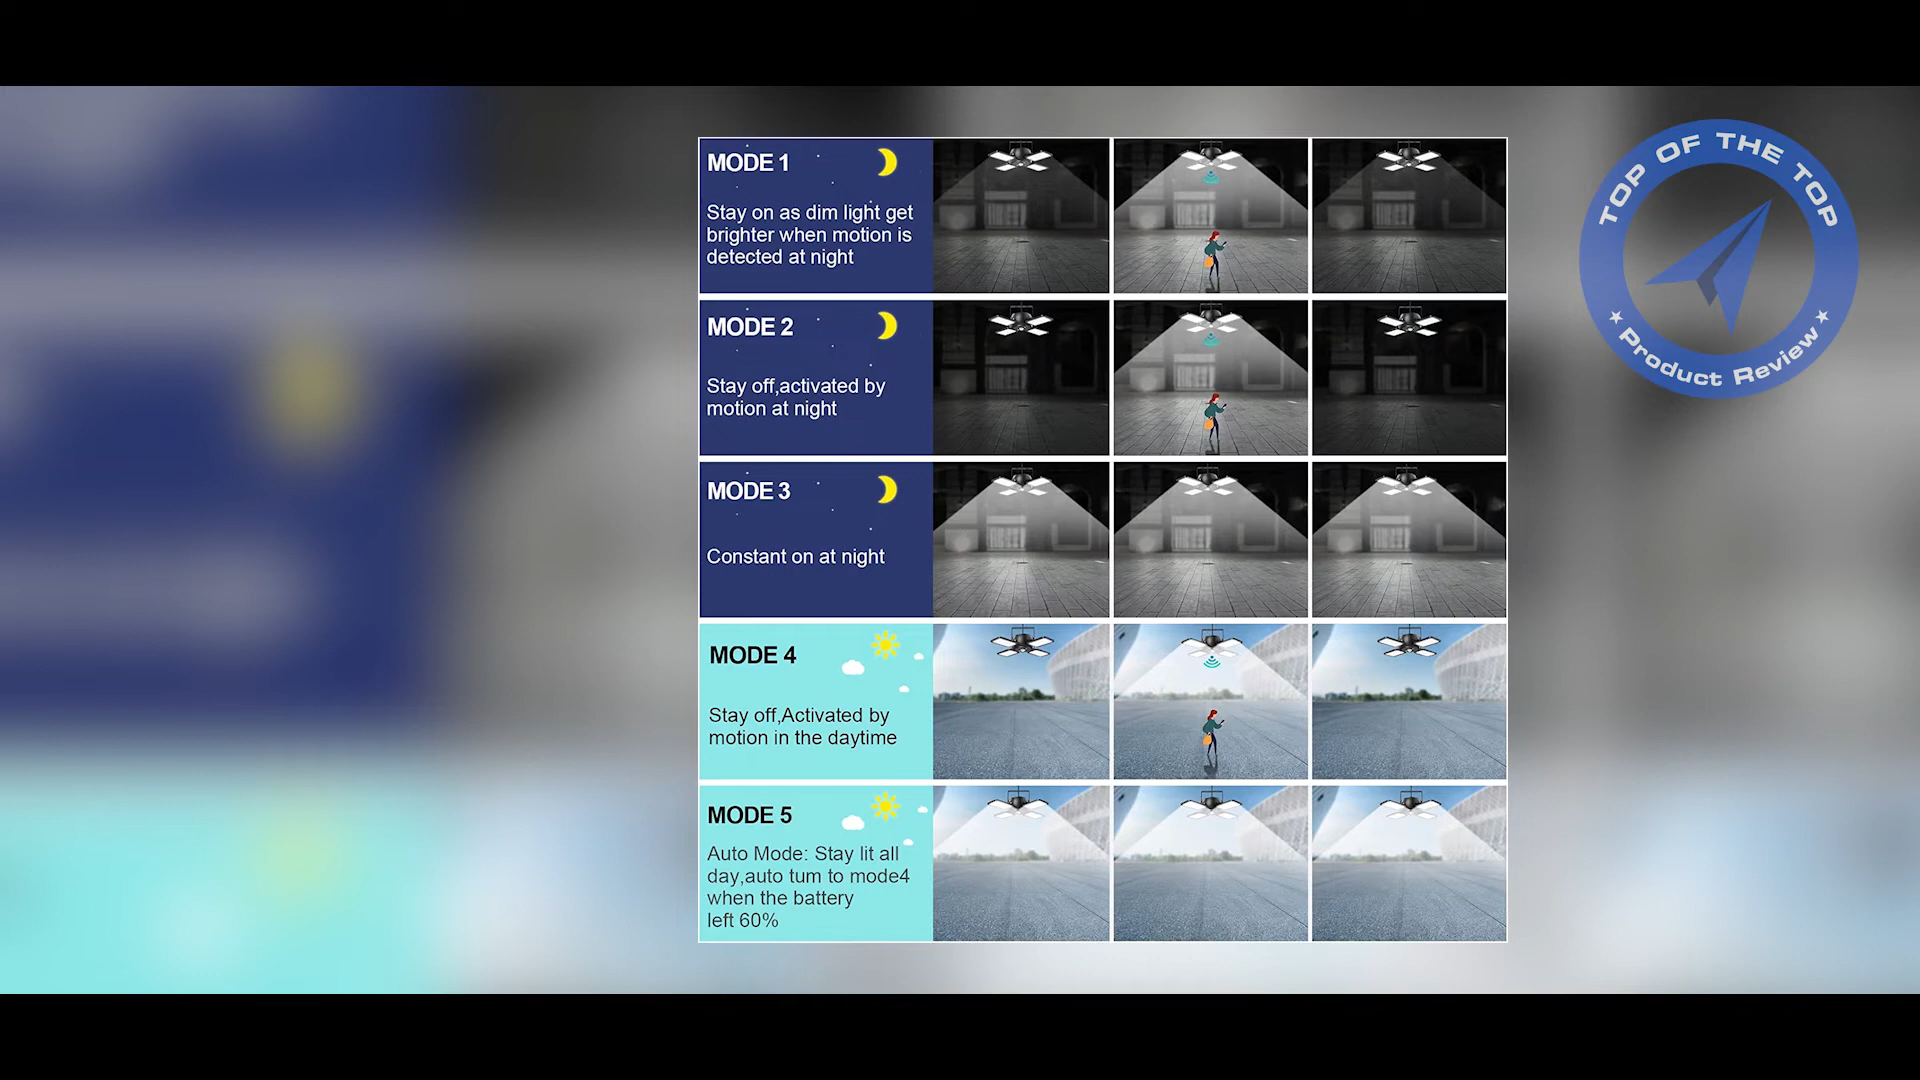 MODE 1
Stay on as dim light get
brighter when motion is
detected at night
MODE 2
Stay off,activated by
motion at night
MODE 3
Constant on at night
MODE 4
Stay off,Activated by
motion in the daytime
MODE 5
Auto Mode: Stay lit all
day,auto tum to mode4
when the battery
left 60%
TOP OF THE TOP
Product Review